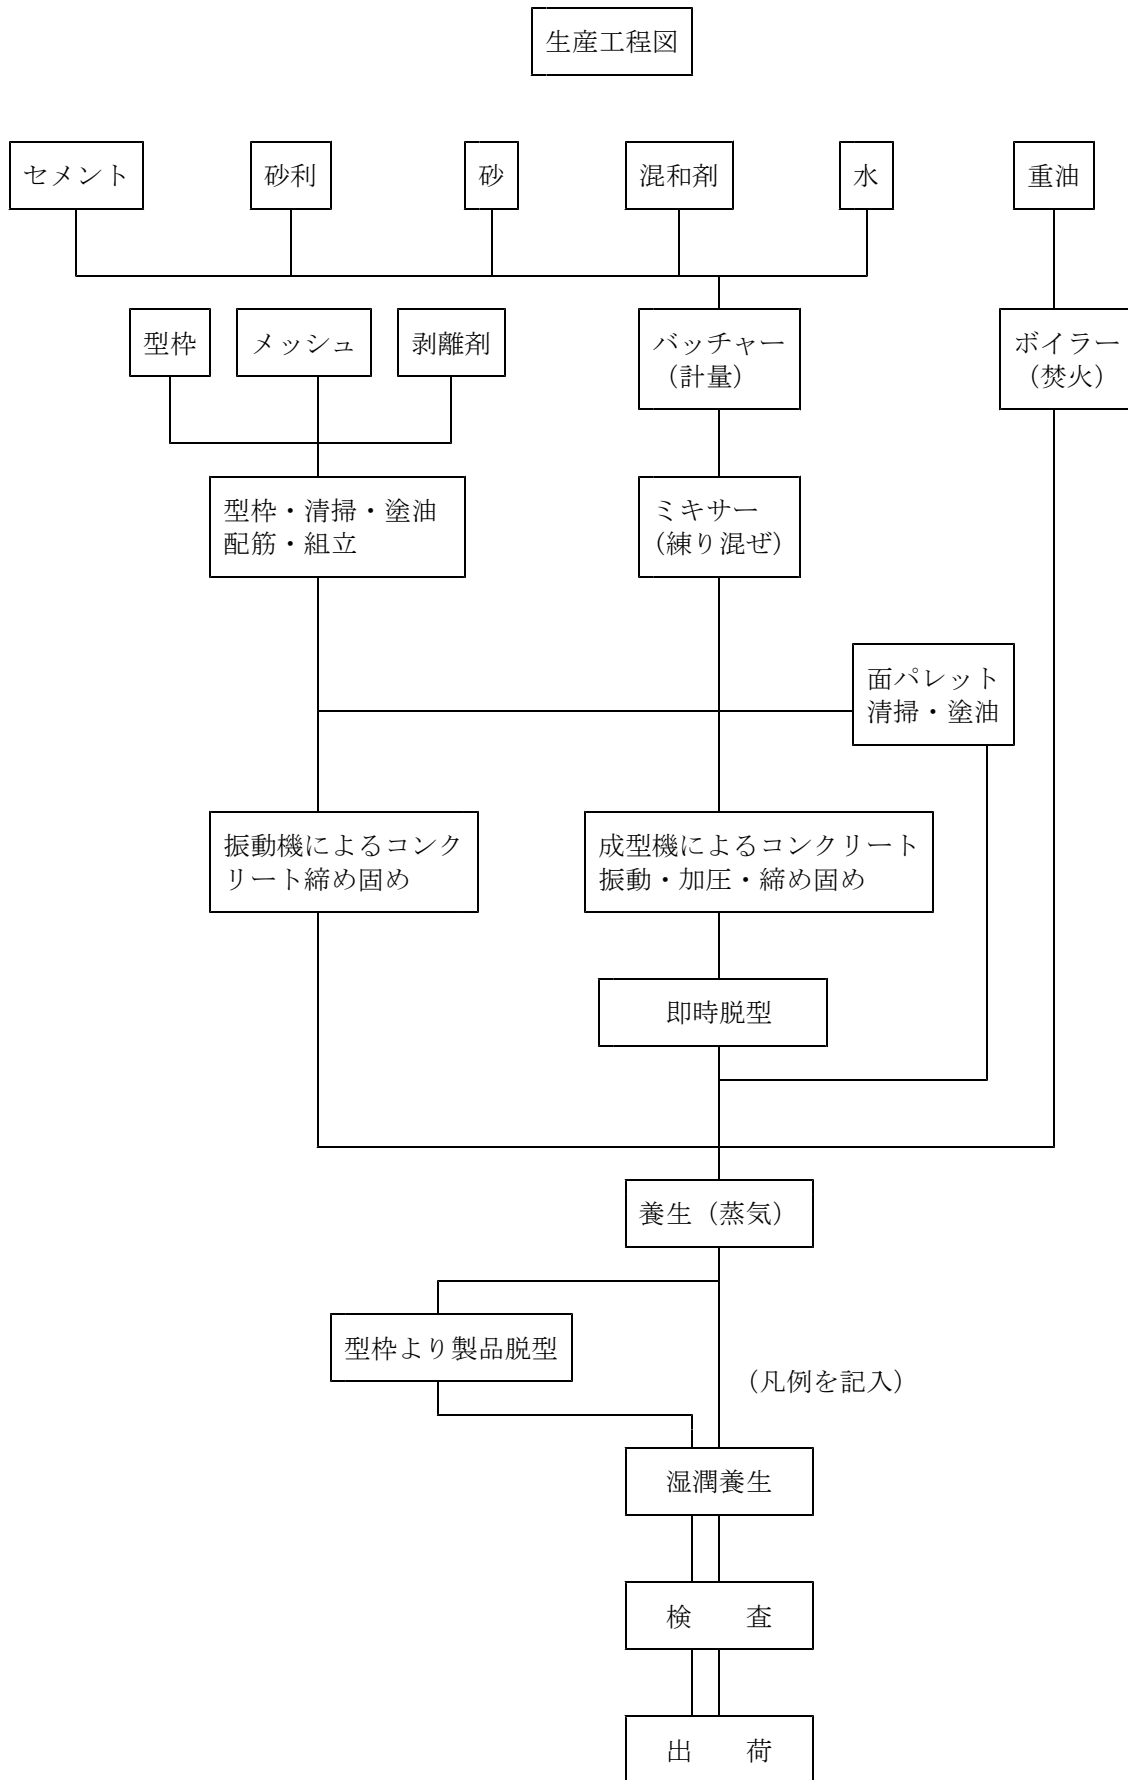 生産工程図
セメント
砂利
砂
混和剤
水
重油
型枠
メッシュ
剥離剤
バッチャー
（計量）
ボイラー
（焚火）
型枠・清掃・塗油
配筋・組立
ミキサー
（練り混ぜ）
面パレット
清掃・塗油
振動機によるコンク
リート締め固め
成型機によるコンクリート
振動・加圧・締め固め
即時脱型
養生（蒸気）
型枠より製品脱型
（凡例を記入）
湿潤養生
検　　査
出　　荷